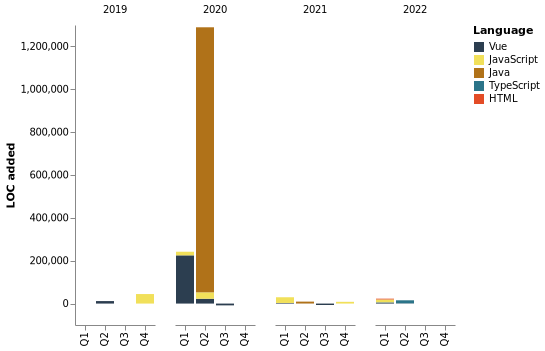 2019 2020 2021 2022
Language
Vue
JavaScript
Java
TypeScript
HTML
LOC added
1,200,000
1,000,000
800,000
600,000
400,000
200,000
0
Q1 Q2 Q3 Q4 Q1 Q2 Q3 Q4 Q1 Q2 Q3 Q4 Q1 Q2 Q3 Q4